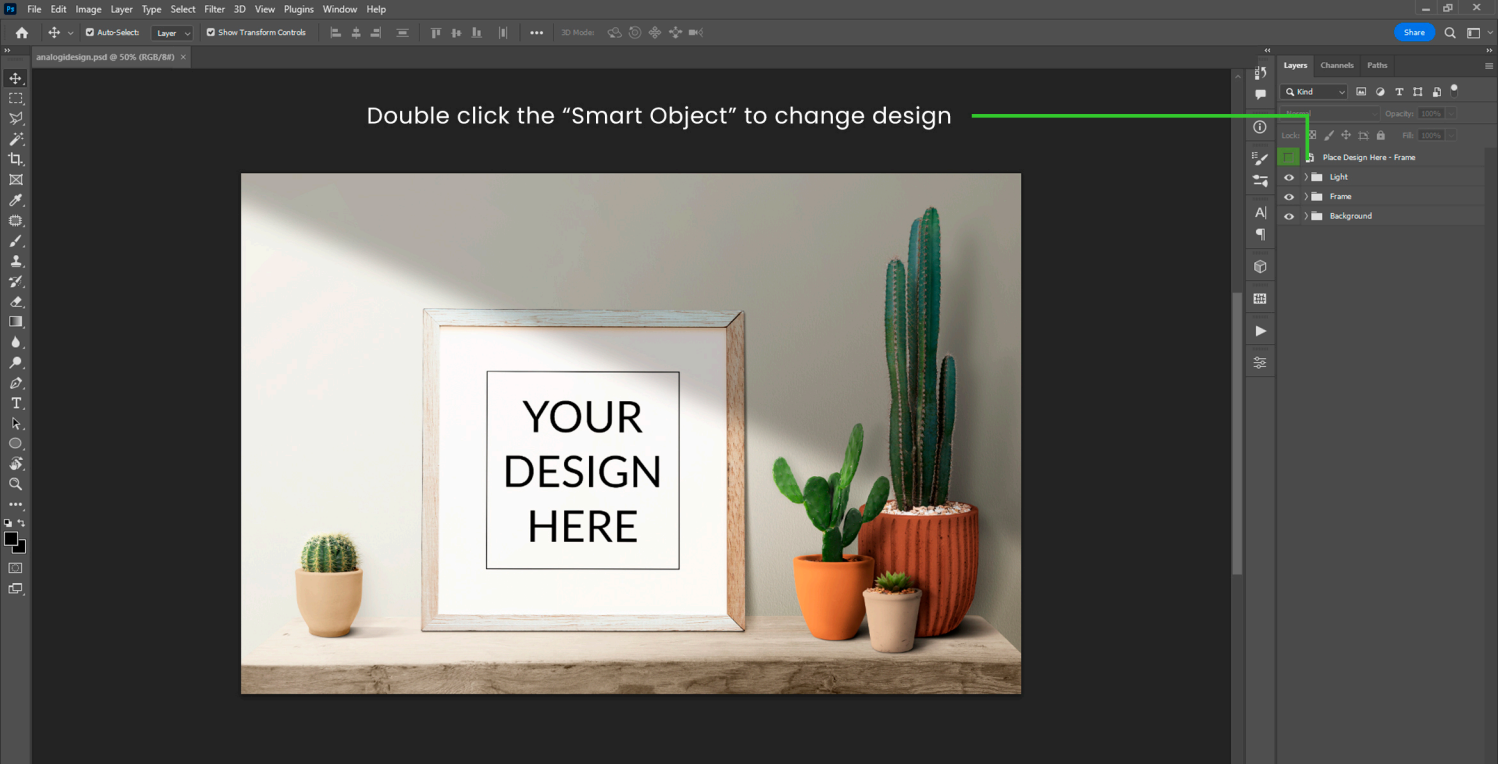 Ps File Edit Image Layer Type Select Filter 3D View Plugins Window Help
Auto-Select: Layer Show Transform Controls 3D Mode: Share
analogidesign.psd @ 50% (RGB/8#) ×
Layers Channels Paths
Kind
Double click the “Smart Object” to change design
Normal Opacity: 100%
Lock: Fill: 100%
Place Design Here - Frame
Light
Frame
Background
YOUR
DESIGN
HERE